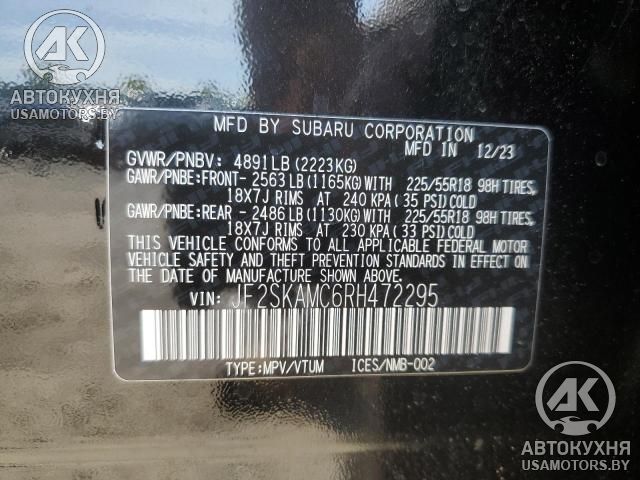 AK
АВТОКУХНЯ
USAMOTORS.BY
MFD BY SUBARU CORPORATION
MFD IN 12/23
GVWR/PNBV: 4891LB(2223KG)
GAWR/PNBE:FRONT- 2563LB(1165KG)WITH 225/55R18 98H TIRES,
18X7J RIMS AT 240 KPA(35 PSI)COLD
GAWR/PNBE:REAR - 2486LB(1130KG)WITH 225/55R18 98H TIRES,
18X7J RIMS AT 230 KPA(33 PSI)COLD
THIS VEHICLE CONFORMS TO ALL APPLICABLE FEDERAL MOTOR
VEHICLE SAFETY AND THEFT PREVENTION STANDARDS IN EFFECT
ON THE DATE OF MANUFACTURE SHOWN ABOVE.
VIN: JF2SKAMC6RH472295
TYPE:MPV/VTUM ICES/NMB-002
AK
АВТОКУХНЯ
USAMOTORS.BY